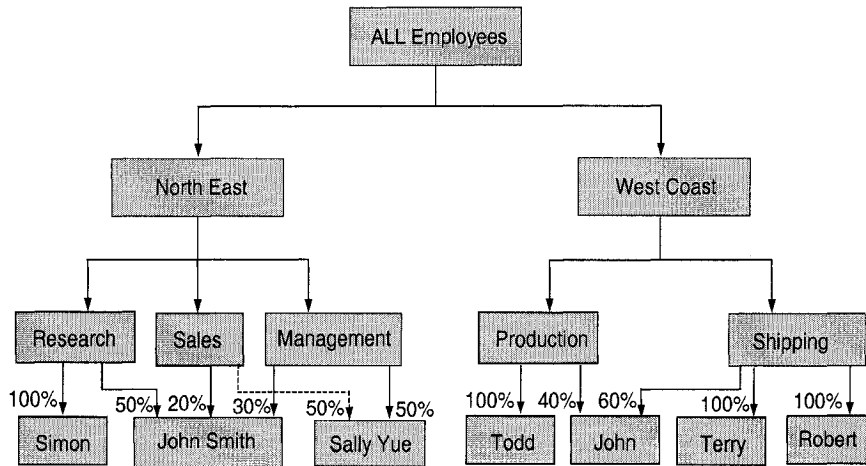 ALL Employees
North East
West Coast
Research
Sales
Management
Production
Shipping
100%
50%
20%
30%
50%
50%
100%
40%
60%
100%
100%
Simon
John Smith
Sally Yue
Todd
John
Terry
Robert